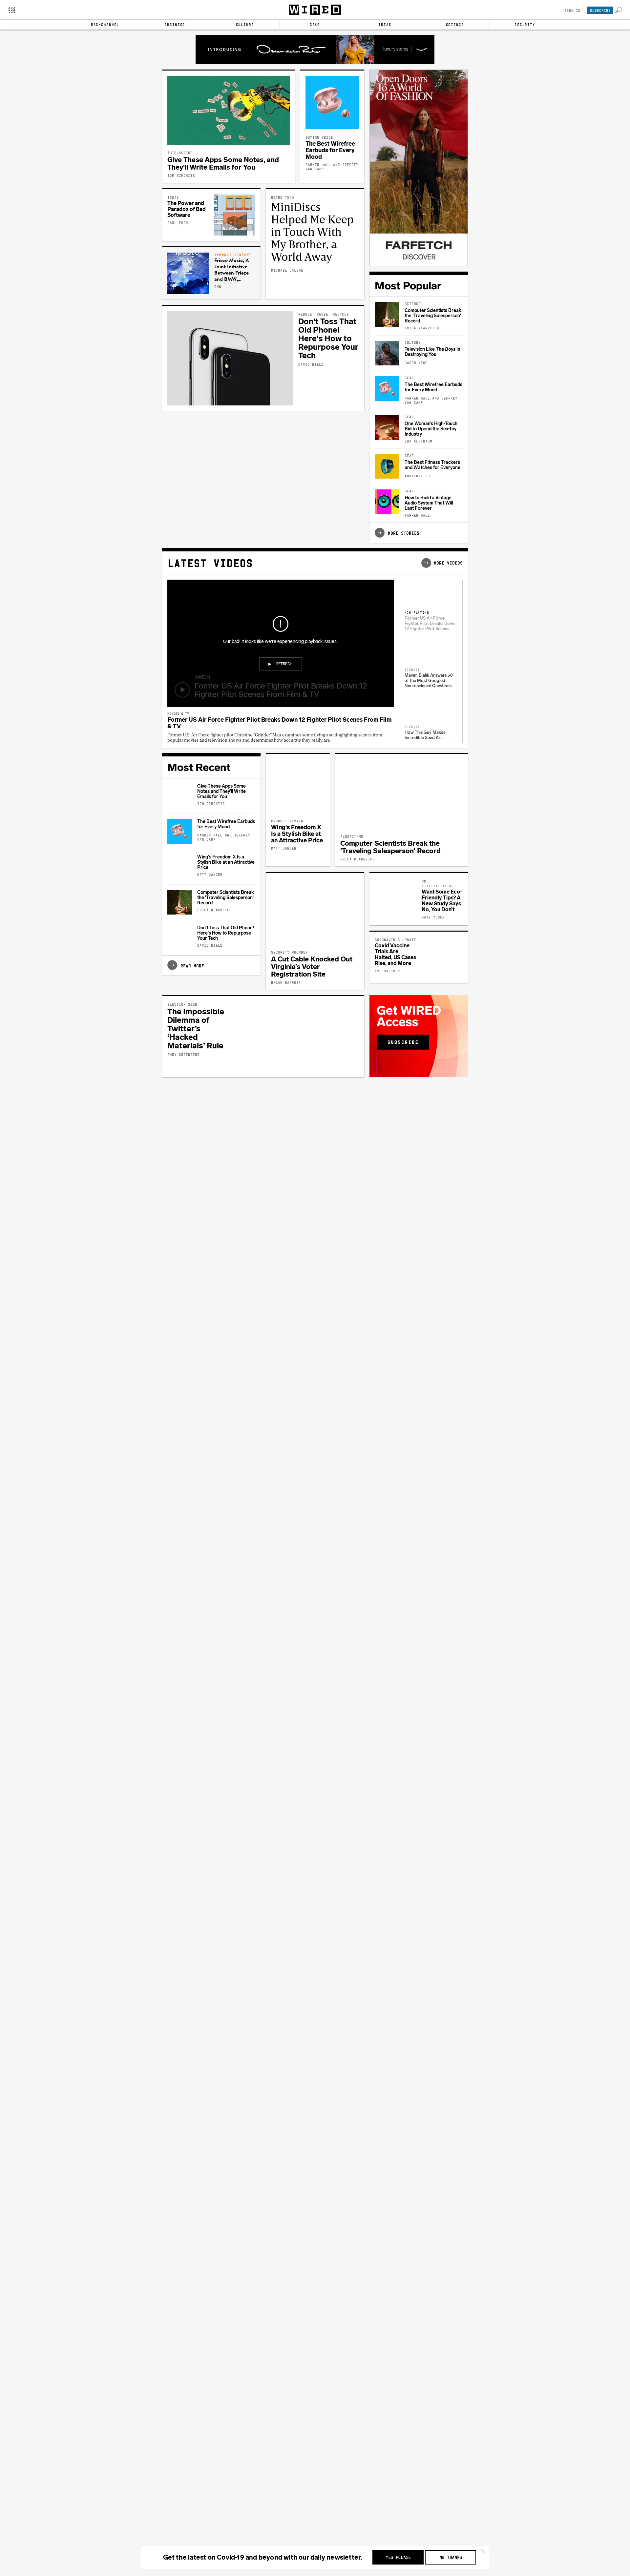 WIRED
SIGN IN
SUBSCRIBE
BACKCHANNEL
BUSINESS
CULTURE
GEAR
IDEAS
SCIENCE
SECURITY
INTRODUCING
Oscar de la Renta
luxury stores
AUTO-SCRIBE
Give These Apps Some Notes, and
They'll Write Emails for You
TOM SIMONITE
BUYING GUIDE
The Best Wirefree
Earbuds for Every
Mood
PARKER HALL AND JEFFREY
VAN CAMP
Open Doors
To A World
Of FASHION
FARFETCH
DISCOVER
IDEAS
The Power and
Paradox of Bad
Software
PAUL FORD
SPONSOR CONTENT
Frieze Music, A
Joint Initiative
Between Frieze
and BMW,...
BMW
RETRO TECH
MiniDiscs
Helped Me Keep
in Touch With
My Brother, a
World Away
MICHAEL CALORE
REDUCE, REUSE, RECYCLE
Don't Toss That
Old Phone!
Here's How to
Repurpose Your
Tech
DAVID NIELD
Most Popular
SCIENCE
Computer Scientists Break
the 'Traveling Salesperson'
Record
ERICA KLARREICH
CULTURE
Television Like The Boys Is
Destroying You
JASON KEHE
GEAR
The Best Wirefree Earbuds
for Every Mood
PARKER HALL AND JEFFREY
VAN CAMP
GEAR
One Woman's High-Touch
Bid to Upend the Sex-Toy
Industry
LUX ALPTRAUM
GEAR
The Best Fitness Trackers
and Watches for Everyone
ADRIENNE SO
GEAR
How to Build a Vintage
Audio System That Will
Last Forever
PARKER HALL
MORE STORIES
LATEST VIDEOS
MORE VIDEOS
Our bad! It looks like we're experiencing playback issues.
REFRESH
WATCH
Former US Air Force Fighter Pilot Breaks Down 12
Fighter Pilot Scenes From Film & TV
MOVIES & TV
Former US Air Force Fighter Pilot Breaks Down 12 Fighter Pilot Scenes From Film
& TV
Former U.S. Air Force fighter pilot Christine "Grinder" Mau examines some flying and dogfighting scenes from
popular movies and television shows and determines how accurate they really are.
NOW PLAYING
Former US Air Force
Fighter Pilot Breaks Down
12 Fighter Pilot Scenes...
SCIENCE
Mayim Bialik Answers 50
of the Most Googled
Neuroscience Questions
SCIENCE
How This Guy Makes
Incredible Sand Art
Most Recent
Give These Apps Some
Notes and They'll Write
Emails for You
TOM SIMONITE
The Best Wirefree Earbuds
for Every Mood
PARKER HALL AND JEFFREY
VAN CAMP
Wing's Freedom X Is a
Stylish Bike at an Attractive
Price
MATT JANCER
Computer Scientists Break
the 'Traveling Salesperson'
Record
ERICA KLARREICH
Don't Toss That Old Phone!
Here's How to Repurpose
Your Tech
DAVID NIELD
READ MORE
PRODUCT REVIEW
Wing's Freedom X
Is a Stylish Bike at
an Attractive Price
MATT JANCER
ALGORITHMS
Computer Scientists Break the
'Traveling Salesperson' Record
ERICA KLARREICH
SECURITY ROUNDUP
A Cut Cable Knocked Out
Virginia's Voter
Registration Site
BRIAN BARRETT
Want Some Eco-
Friendly Tips? A
New Study Says
No, You Don't
KATE YODER
CORONAVIRUS UPDATE
Covid Vaccine
Trials Are
Halted, US Cases
Rise, and More
EVE SNEIDER
ELECTION 2020
The Impossible
Dilemma of
Twitter's
'Hacked
Materials' Rule
ANDY GREENBERG
Get WIRED
Access
SUBSCRIBE
Get the latest on Covid-19 and beyond with our daily newsletter.
YES PLEASE
NO THANKS